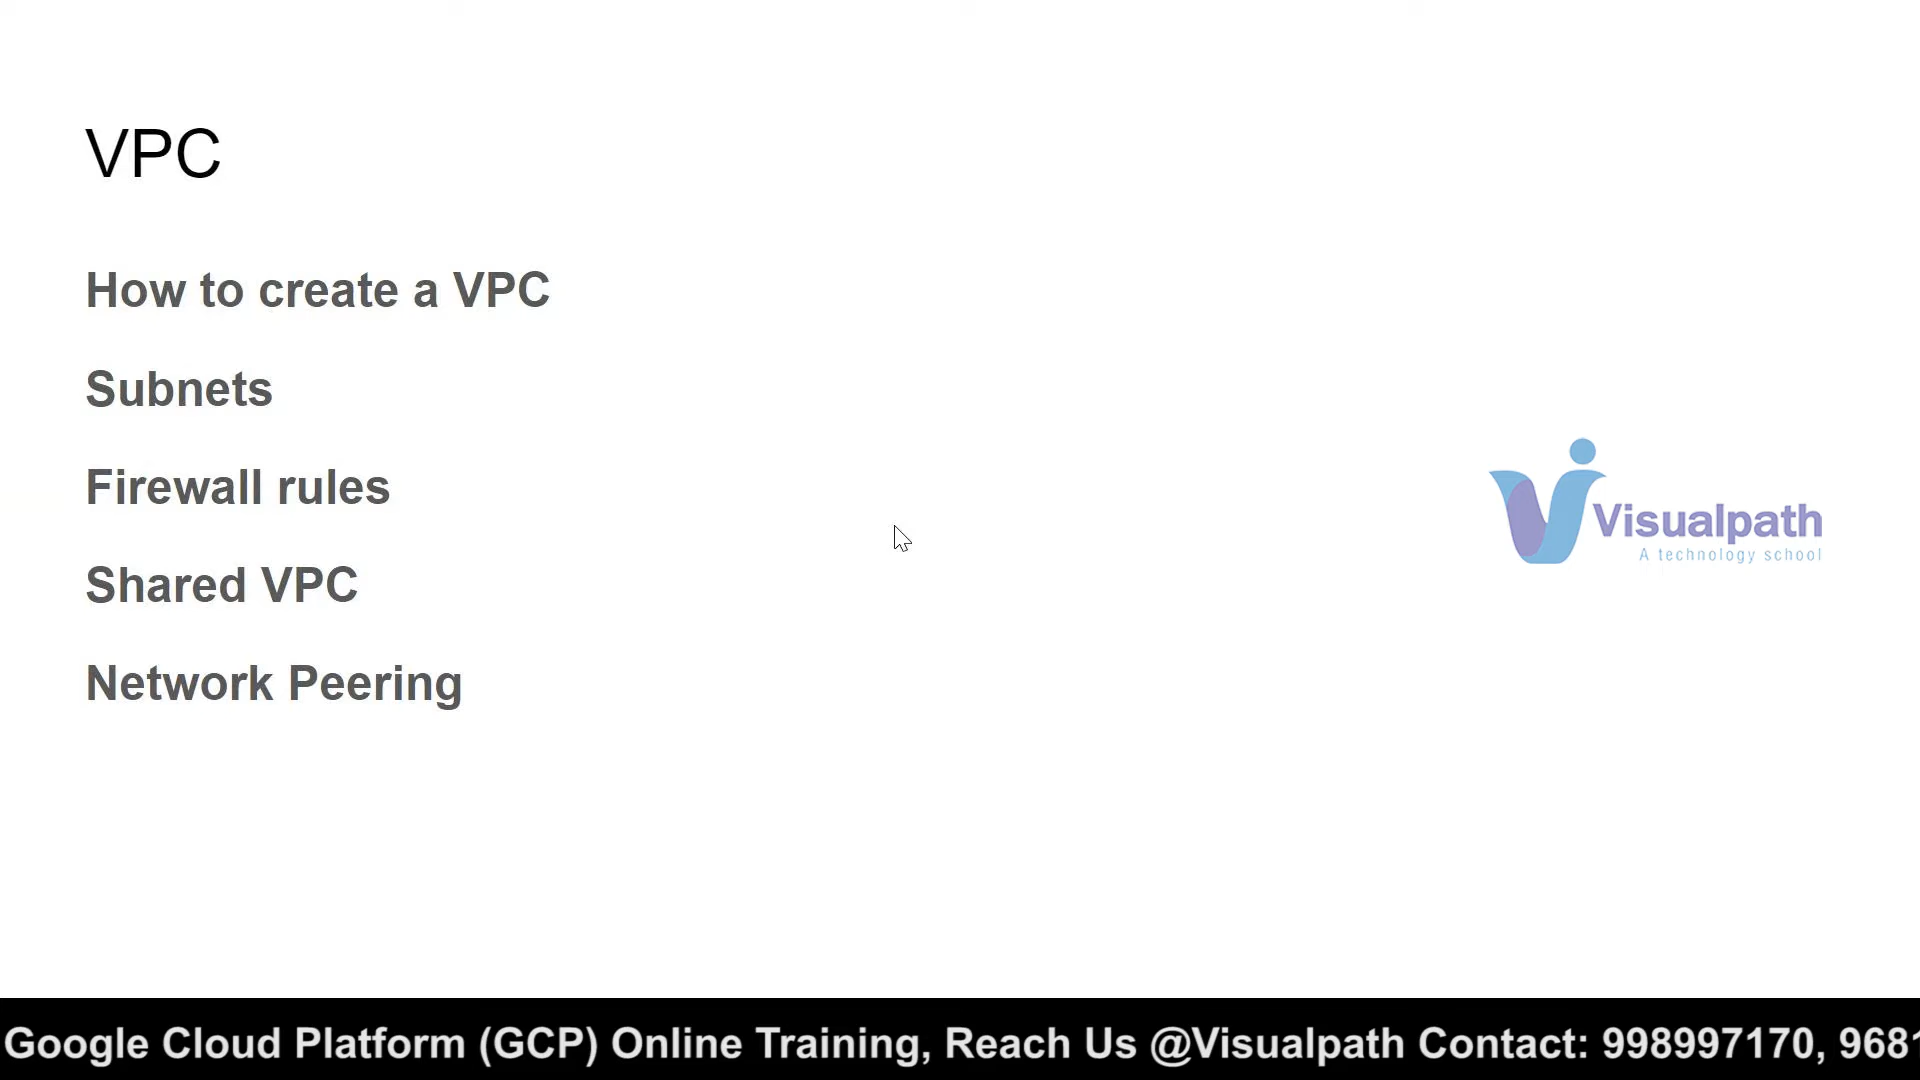 VPC
How to create a VPC
Subnets
Firewall rules
Shared VPC
Network Peering
Visualpath
A technology school
Google Cloud Platform (GCP) Online Training, Reach Us @Visualpath Contact: 998997170, 9681